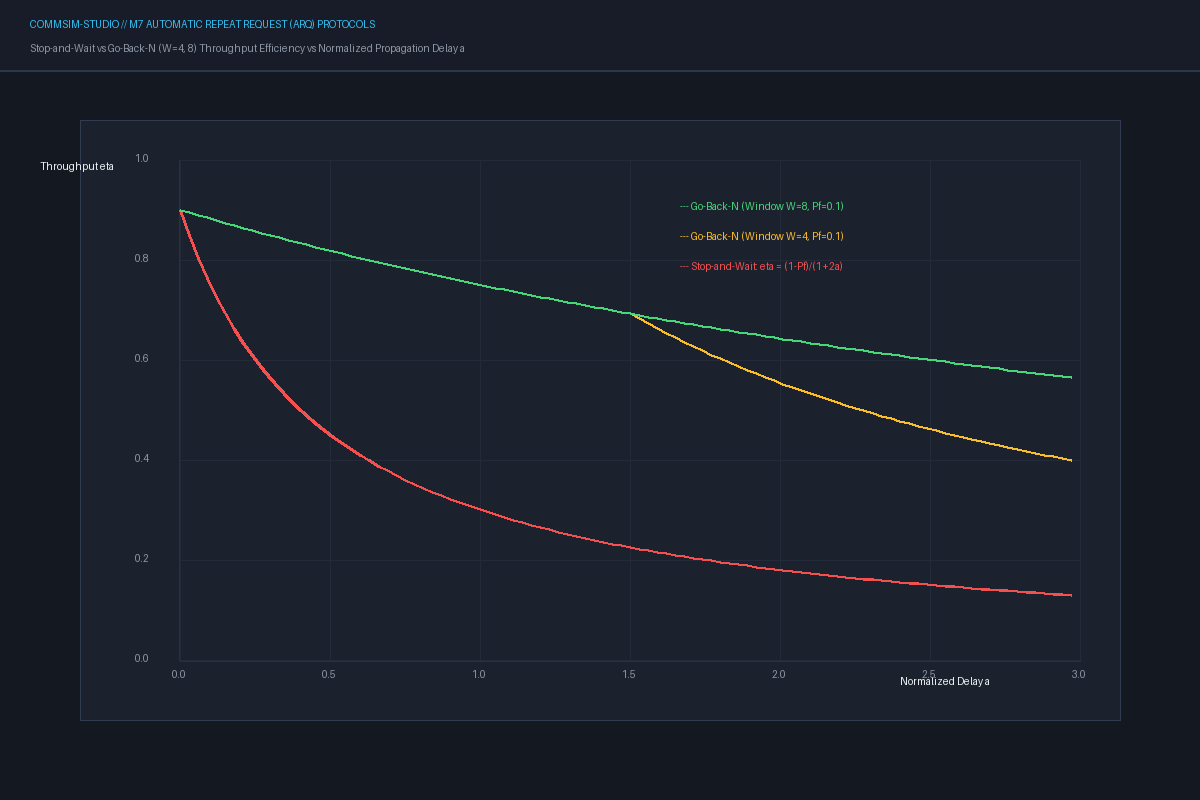 COMMSIM-STUDIO // M7 AUTOMATIC REPEAT REQUEST (ARQ) PROTOCOLS
Stop-and-Wait vs Go-Back-N (W=4, 8) Throughput Efficiency vs Normalized Propagation Delay a
Throughput eta
1.0
0.8
0.6
0.4
0.2
0.0
--- Go-Back-N (Window W=8, Pf=0.1)
--- Go-Back-N (Window W=4, Pf=0.1)
--- Stop-and-Wait: eta = (1-Pf)/(1+2a)
0.0 0.5 1.0 1.5 2.0 2.5 3.0
Normalized Delay a